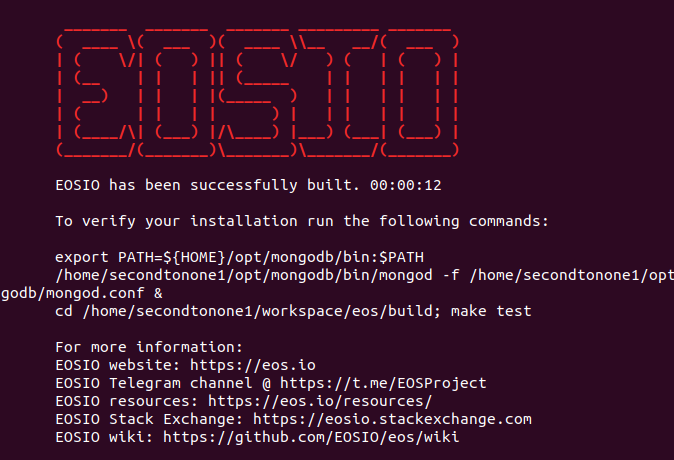 EOSIO
EOSIO has been successfully built. 00:00:12
To verify your installation run the following commands:
export PATH=${HOME}/opt/mongodb/bin:$PATH
/home/secondtonone1/opt/mongodb/bin/mongod -f /home/secondtonone1/opt
godb/mongod.conf &
cd /home/secondtonone1/workspace/eos/build; make test
For more information:
EOSIO website: https://eos.io
EOSIO Telegram channel @ https://t.me/EOSProject
EOSIO resources: https://eos.io/resources/
EOSIO Stack Exchange: https://eosio.stackexchange.com
EOSIO wiki: https://github.com/EOSIO/eos/wiki